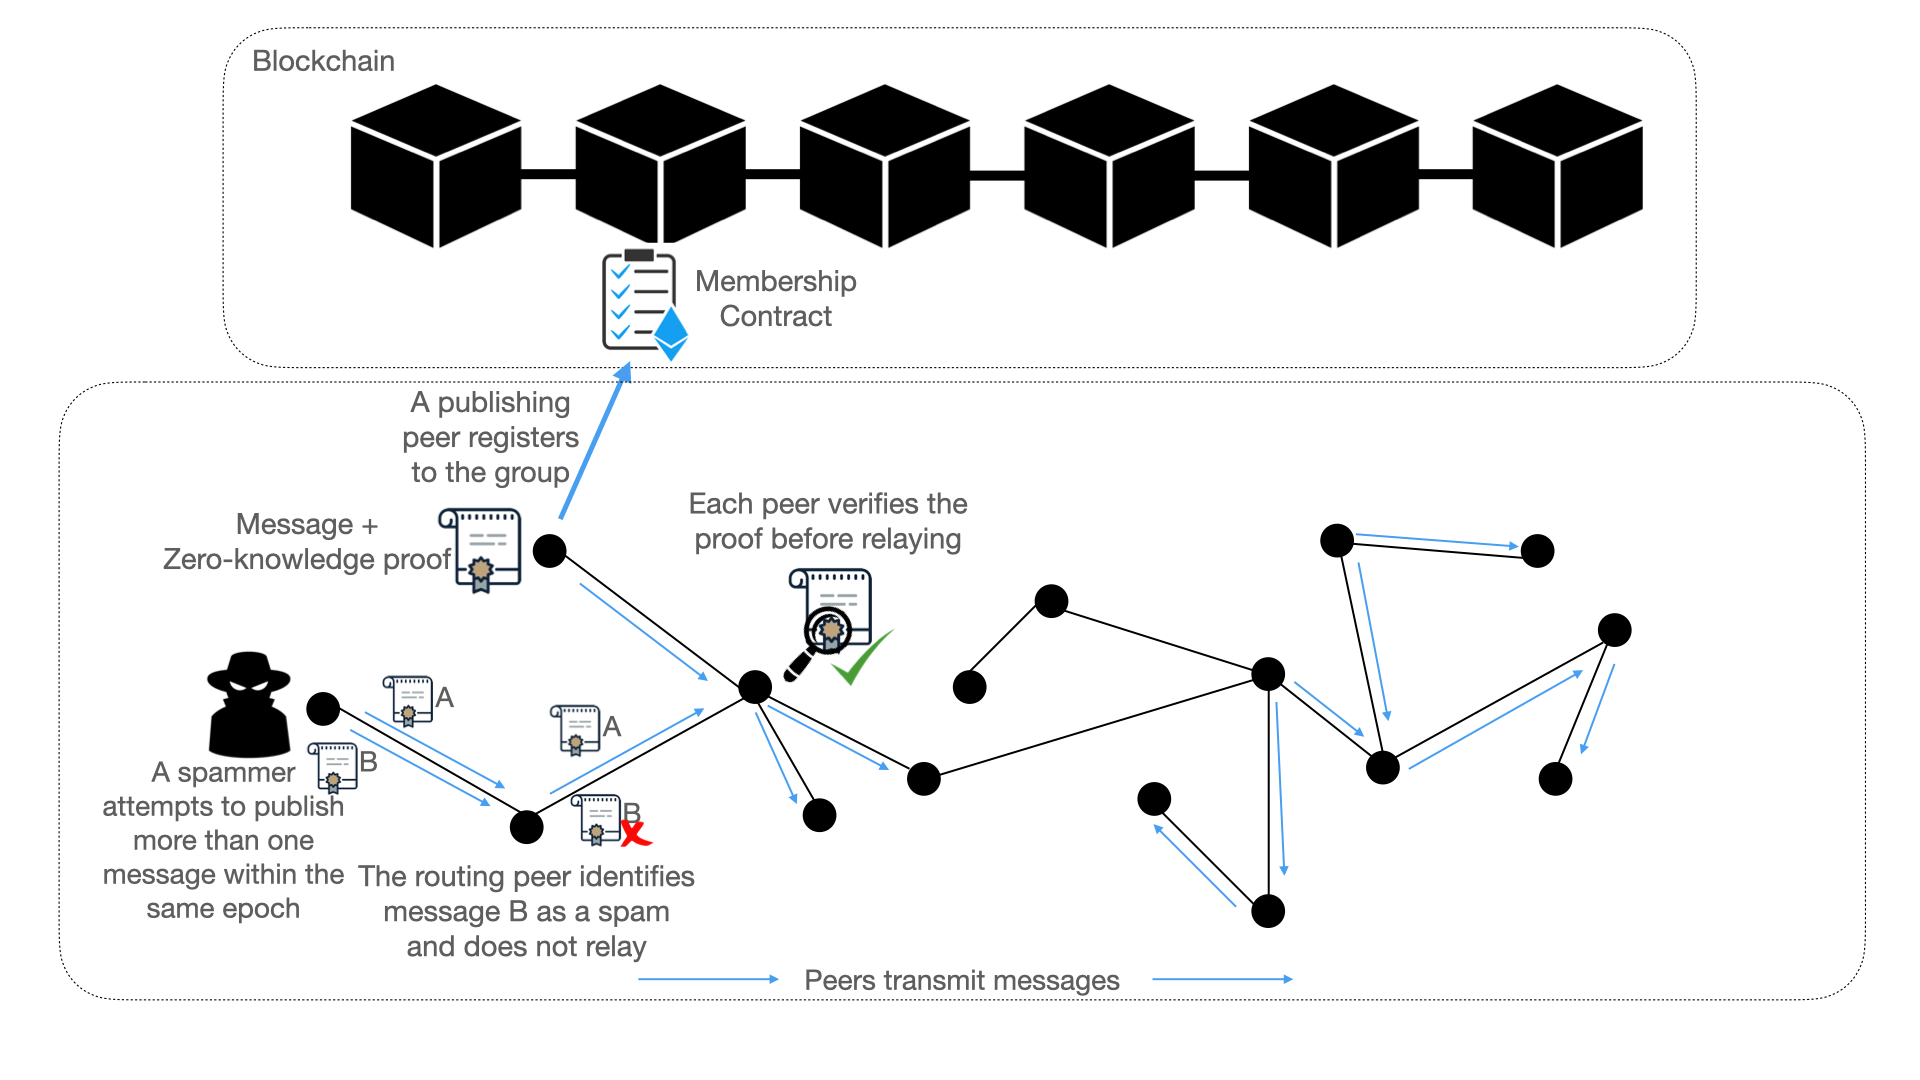 Blockchain
Membership
Contract
A publishing
peer registers
to the group
Message +
Zero-knowledge proof
Each peer verifies the
proof before relaying
A
B
A
B
A spammer
attempts to publish
more than one
message within the
same epoch
The routing peer identifies
message B as a spam
and does not relay
Peers transmit messages